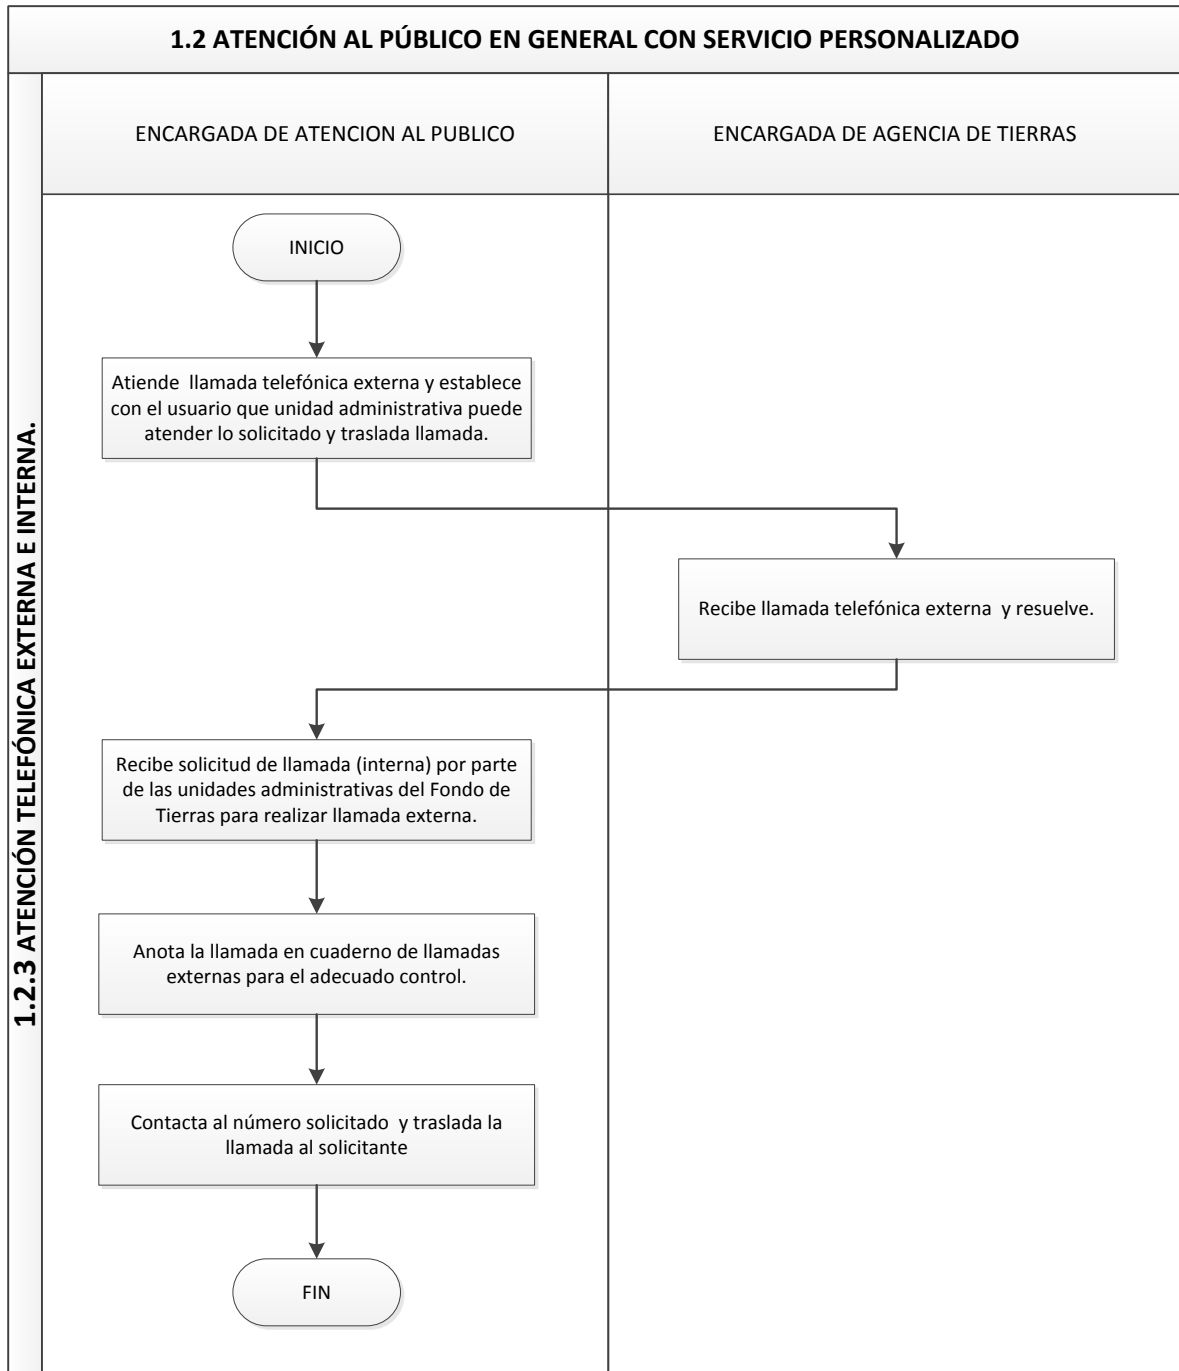 1.2 ATENCIÓN AL PÚBLICO EN GENERAL CON SERVICIO PERSONALIZADO
1.2.3 ATENCIÓN TELEFÓNICA EXTERNA E INTERNA.
ENCARGADA DE ATENCION AL PUBLICO
ENCARGADA DE AGENCIA DE TIERRAS
INICIO
Atiende llamada telefónica externa y establece
con el usuario que unidad administrativa puede
atender lo solicitado y traslada llamada.
Recibe llamada telefónica externa y resuelve.
Recibe solicitud de llamada (interna) por parte
de las unidades administrativas del Fondo de
Tierras para realizar llamada externa.
Anota la llamada en cuaderno de llamadas
externas para el adecuado control.
Contacta al número solicitado y traslada la
llamada al solicitante
FIN